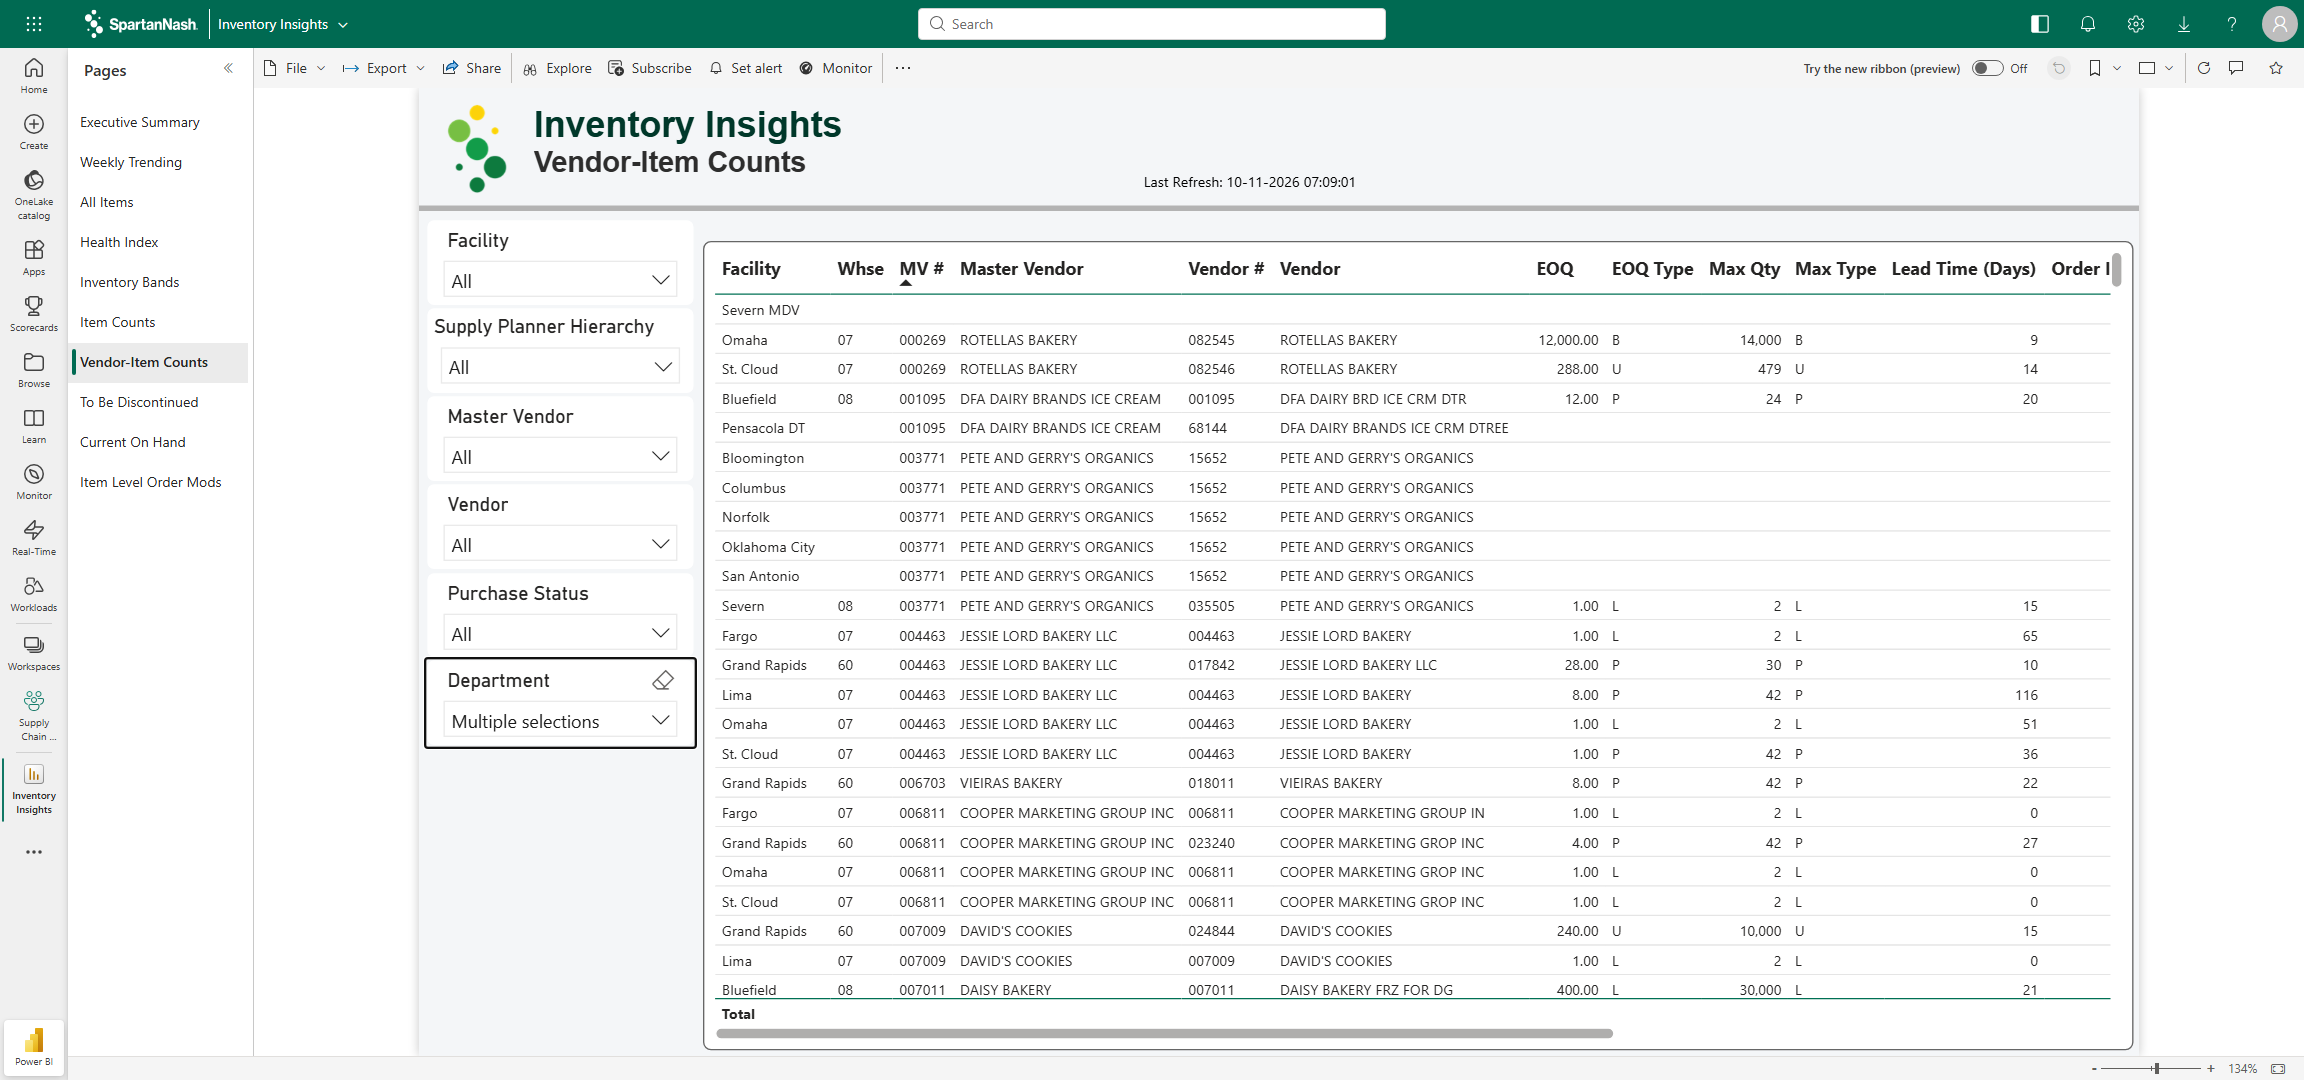 SpartanNash
Inventory Insights
Search
Home
Create
OneLake
catalog
Apps
Scorecards
Browse
Learn
Monitor
Real-Time
Workloads
Workspaces
Supply
Chain ...
Inventory
Insights
Power BI
Pages
Executive Summary
Weekly Trending
All Items
Health Index
Inventory Bands
Item Counts
Vendor-Item Counts
To Be Discontinued
Current On Hand
Item Level Order Mods
File Export Share Explore Subscribe Set alert Monitor ...
Try the new ribbon (preview) Off
Inventory Insights
Vendor-Item Counts
Last Refresh: 10-11-2026 07:09:01
Facility
All
Supply Planner Hierarchy
All
Master Vendor
All
Vendor
All
Purchase Status
All
Department
Multiple selections
Facility Whse MV # Master Vendor Vendor # Vendor EOQ EOQ Type Max Qty Max Type Lead Time (Days) Order
Severn MDV
Omaha 07 000269 ROTELLAS BAKERY 082545 ROTELLAS BAKERY 12,000.00 B 14,000 B 9
St. Cloud 07 000269 ROTELLAS BAKERY 082546 ROTELLAS BAKERY 288.00 U 479 U 14
Bluefield 08 001095 DFA DAIRY BRANDS ICE CREAM 001095 DFA DAIRY BRD ICE CRM DTR 12.00 P 24 P 20
Pensacola DT 001095 DFA DAIRY BRANDS ICE CREAM 68144 DFA DAIRY BRANDS ICE CRM DTREE
Bloomington 003771 PETE AND GERRY'S ORGANICS 15652 PETE AND GERRY'S ORGANICS
Columbus 003771 PETE AND GERRY'S ORGANICS 15652 PETE AND GERRY'S ORGANICS
Norfolk 003771 PETE AND GERRY'S ORGANICS 15652 PETE AND GERRY'S ORGANICS
Oklahoma City 003771 PETE AND GERRY'S ORGANICS 15652 PETE AND GERRY'S ORGANICS
San Antonio 003771 PETE AND GERRY'S ORGANICS 15652 PETE AND GERRY'S ORGANICS
Severn 08 003771 PETE AND GERRY'S ORGANICS 035505 PETE AND GERRY'S ORGANICS 1.00 L 2 L 15
Fargo 07 004463 JESSIE LORD BAKERY LLC 004463 JESSIE LORD BAKERY 1.00 L 2 L 65
Grand Rapids 60 004463 JESSIE LORD BAKERY LLC 017842 JESSIE LORD BAKERY LLC 28.00 P 30 P 10
Lima 07 004463 JESSIE LORD BAKERY LLC 004463 JESSIE LORD BAKERY 8.00 P 42 P 116
Omaha 07 004463 JESSIE LORD BAKERY LLC 004463 JESSIE LORD BAKERY 1.00 L 2 L 51
St. Cloud 07 004463 JESSIE LORD BAKERY LLC 004463 JESSIE LORD BAKERY 1.00 P 42 P 36
Grand Rapids 60 006703 VIEIRAS BAKERY 018011 VIEIRAS BAKERY 8.00 P 42 P 22
Fargo 07 006811 COOPER MARKETING GROUP INC 006811 COOPER MARKETING GROUP IN 1.00 L 2 L 0
Grand Rapids 60 006811 COOPER MARKETING GROUP INC 023240 COOPER MARKETING GROP INC 4.00 P 42 P 27
Omaha 07 006811 COOPER MARKETING GROUP INC 006811 COOPER MARKETING GROP INC 1.00 L 2 L 0
St. Cloud 07 006811 COOPER MARKETING GROUP INC 006811 COOPER MARKETING GROP INC 1.00 L 2 L 0
Grand Rapids 60 007009 DAVID'S COOKIES 024844 DAVID'S COOKIES 240.00 U 10,000 U 15
Lima 07 007009 DAVID'S COOKIES 007009 DAVID'S COOKIES 1.00 L 2 L 0
Bluefield 08 007011 DAISY BAKERY 007011 DAISY BAKERY FRZ FOR DG 400.00 L 30,000 L 21
Total
- + 134%